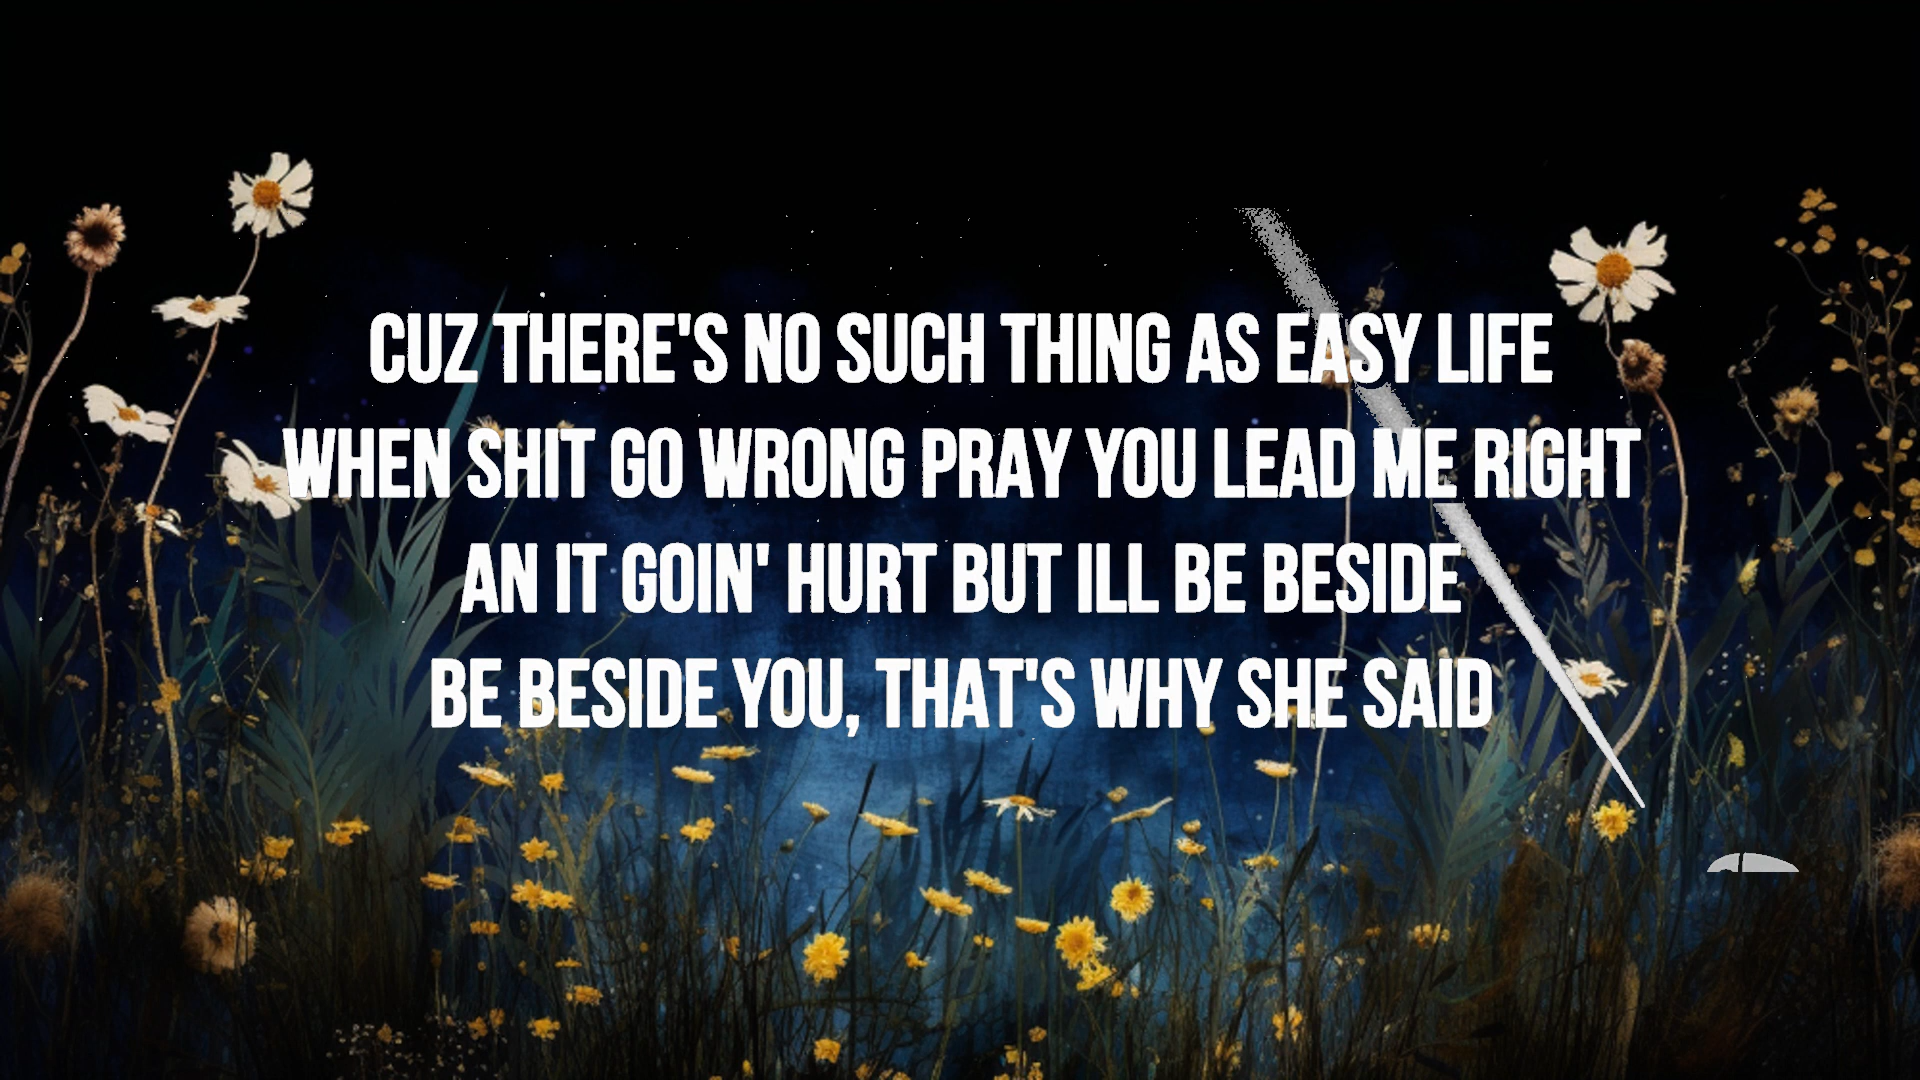 CUZ THERE'S NO SUCH THING AS EASY LIFE
WHEN SHIT GO WRONG PRAY YOU LEAD ME RIGHT
AN IT GOIN' HURT BUT ILL BE BESIDE
BE BESIDE YOU, THAT'S WHY SHE SAID